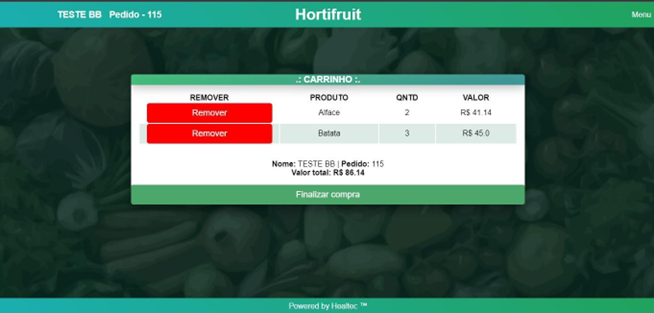 TESTE BB Pedido - 115
Hortifruit
Menu
.: CARRINHO :.
REMOVER PRODUTO QNTD VALOR
Remover Alface 2 R$ 41.14
Remover Batata 3 R$ 45.0
Nome: TESTE BB | Pedido: 115
Valor total: R$ 86.14
Finalizar compra
Powered by Healtec ™